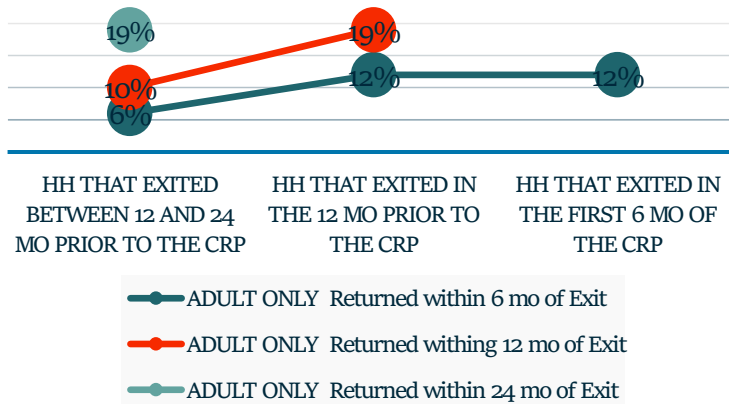 19%
19%
10%
6%
12%
12%
HH THAT EXITED
BETWEEN 12 AND 24
MO PRIOR TO THE CRP
HH THAT EXITED IN
THE 12 MO PRIOR TO
THE CRP
HH THAT EXITED IN
THE FIRST 6 MO OF
THE CRP
ADULT ONLY Returned within 6 mo of Exit
ADULT ONLY Returned withing 12 mo of Exit
ADULT ONLY Returned within 24 mo of Exit